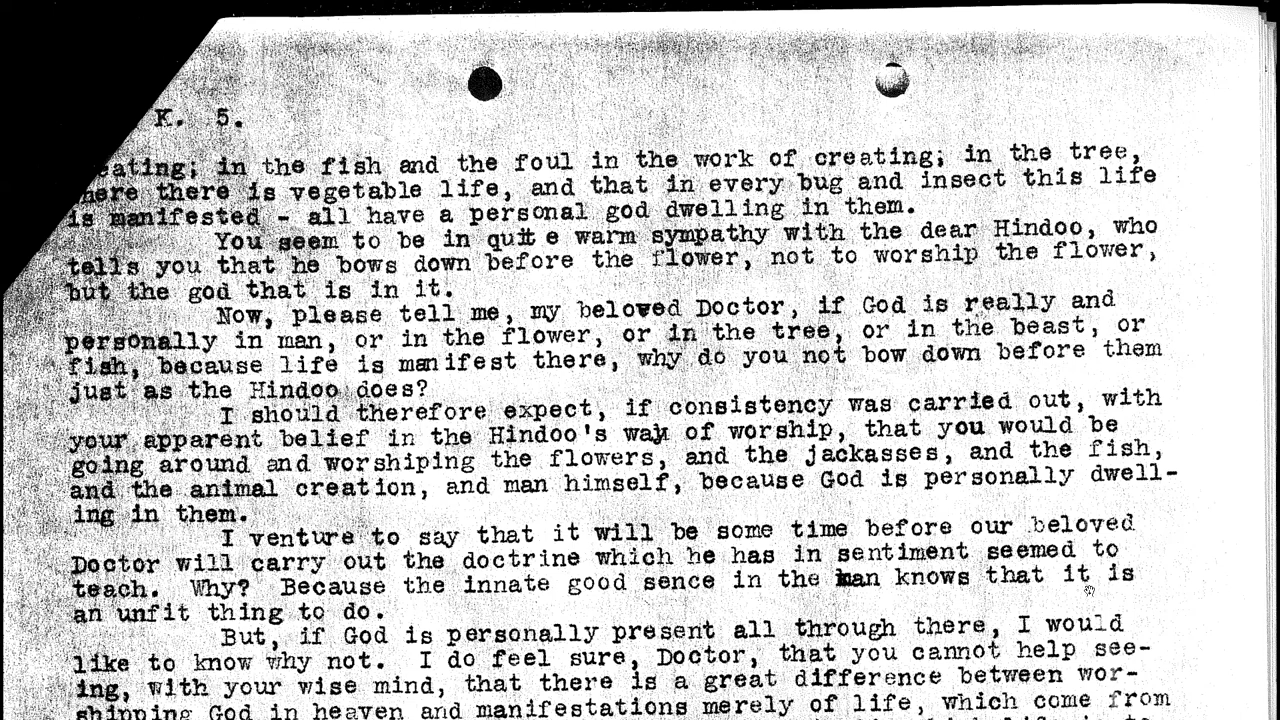 K. 5.
eating; in the fish and the foul in the work of creating; in the tree,
here there is vegetable life, and that in every bug and insect this life
is manifested - all have a personal god dwelling in them.
You seem to be in quit e warm sympathy with the dear Hindoo, who
tells you that he bows down before the flower, not to worship the flower,
but the god that is in it.
Now, please tell me, my beloved Doctor, if God is really and
personally in man, or in the flower, or in the tree, or in the beast, or
fish, because life is manifest there, why do you not bow down before them
just as the Hindoo does?
I should therefore expect, if consistency was carried out, with
your apparent belief in the Hindoo's way of worship, that you would be
going around and worshiping the flowers, and the jackasses, and the fish,
and the animal creation, and man himself, because God is personally dwell-
ing in them.
I venture to say that it will be some time before our beloved
Doctor will carry out the doctrine which he has in sentiment seemed to
teach. Why? Because the innate good sence in the man knows that it is
an unfit thing to do.
But, if God is personally present all through there, I would
like to know why not. I do feel sure, Doctor, that you cannot help see-
ing, with your wise mind, that there is a great difference between wor-
shipping God in heaven and manifestations merely of life, which come from